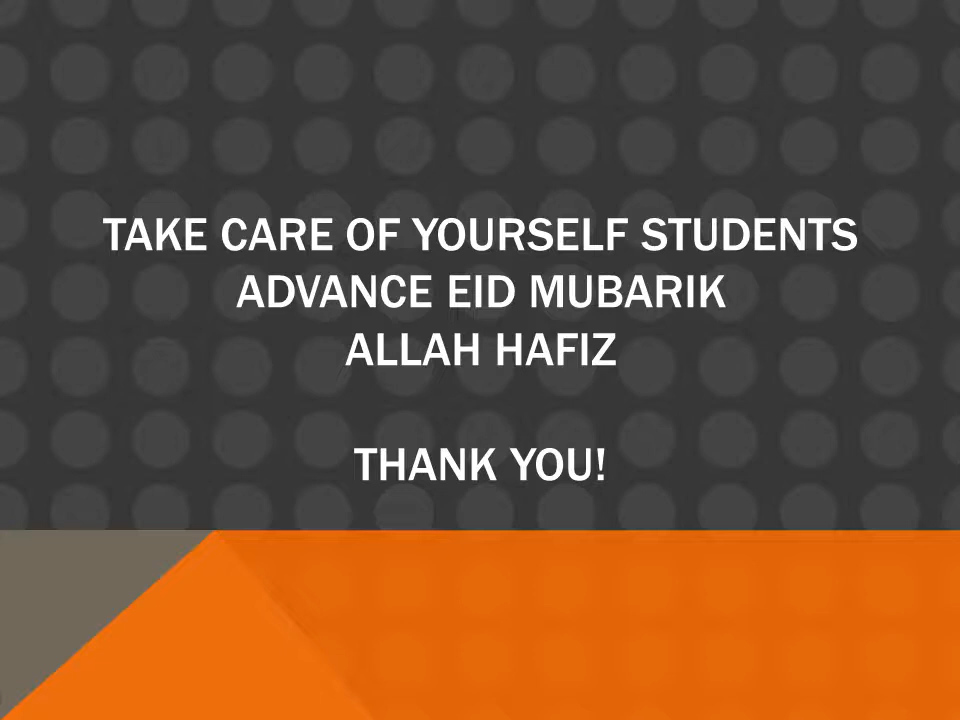 TAKE CARE OF YOURSELF STUDENTS
ADVANCE EID MUBARIK
ALLAH HAFIZ
THANK YOU!